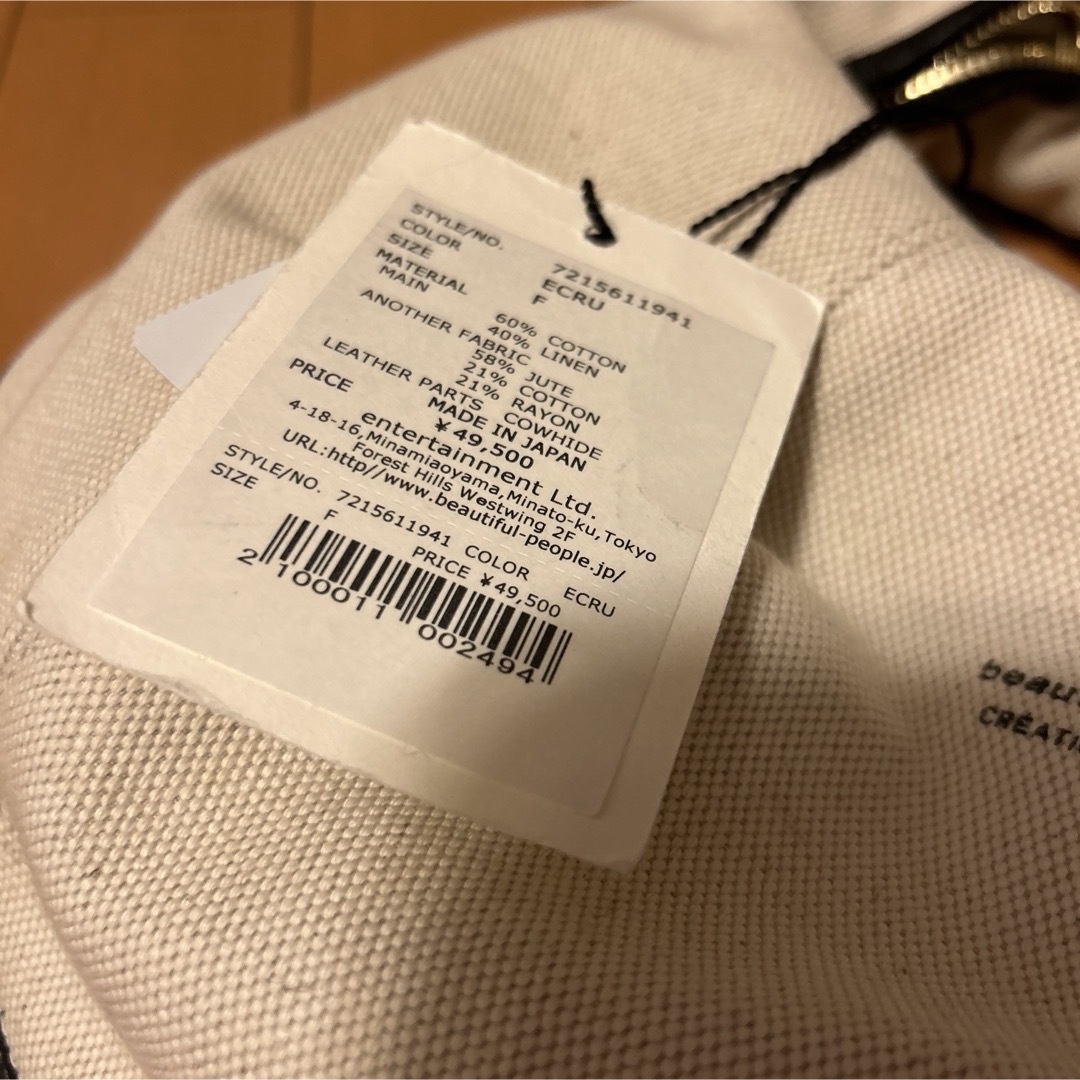 STYLE/NO. 7215611941
COLOR ECRU
SIZE F
MATERIAL
MAIN 60% COTTON
40% LINEN
ANOTHER FABRIC
58% JUTE
21% COTTON
21% RAYON
LEATHER PARTS COWHIDE
MADE IN JAPAN
PRICE ¥49,500
entertainment Ltd.
4-18-16,Minamiaoyama,Minato-ku,Tokyo
Forest Hills Westwing 2F
URL:http//www.beautiful-people.jp/
STYLE/NO. 7215611941 COLOR ECRU
SIZE F PRICE ¥49,500
2 100011 002494
beau
CRÉATI